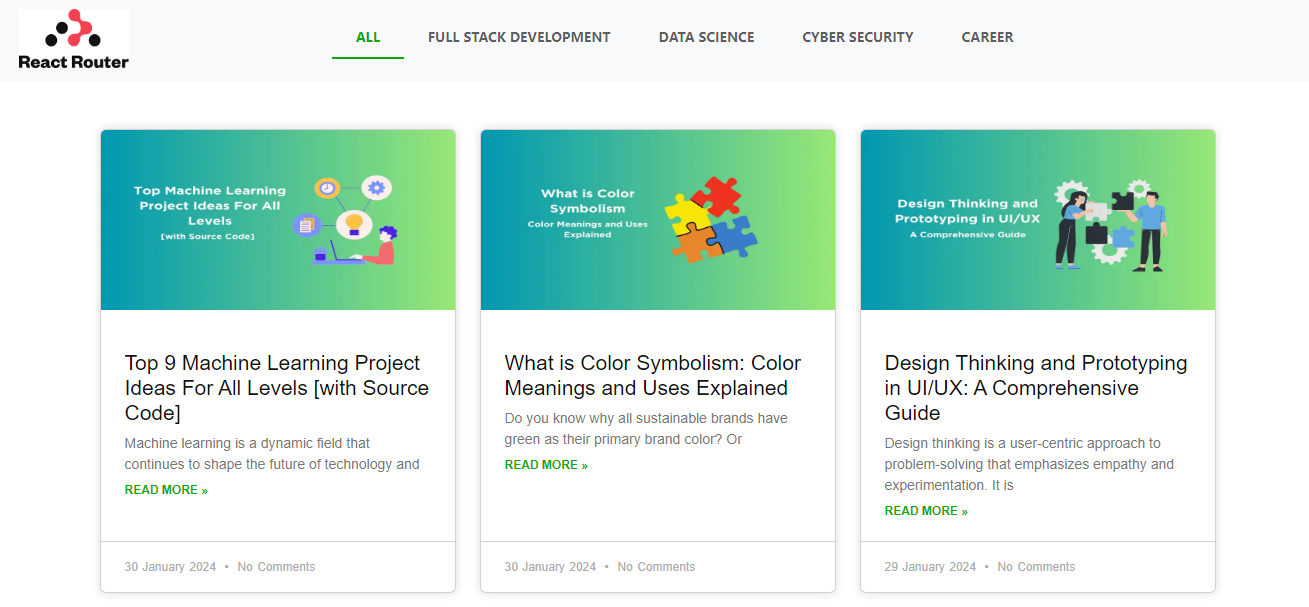 React Router
ALL
FULL STACK DEVELOPMENT
DATA SCIENCE
CYBER SECURITY
CAREER
Top Machine Learning
Project Ideas For All
Levels
[with Source Code]
Top 9 Machine Learning Project
Ideas For All Levels [with Source
Code]
Machine learning is a dynamic field that
continues to shape the future of technology and
READ MORE »
30 January 2024 • No Comments
What is Color
Symbolism
Color Meanings and Uses
Explained
What is Color Symbolism: Color
Meanings and Uses Explained
Do you know why all sustainable brands have
green as their primary brand color? Or
READ MORE »
30 January 2024 • No Comments
Design Thinking and
Prototyping in UI/UX
A Comprehensive Guide
Design Thinking and Prototyping
in UI/UX: A Comprehensive
Guide
Design thinking is a user-centric approach to
problem-solving that emphasizes empathy and
experimentation. It is
READ MORE »
29 January 2024 • No Comments